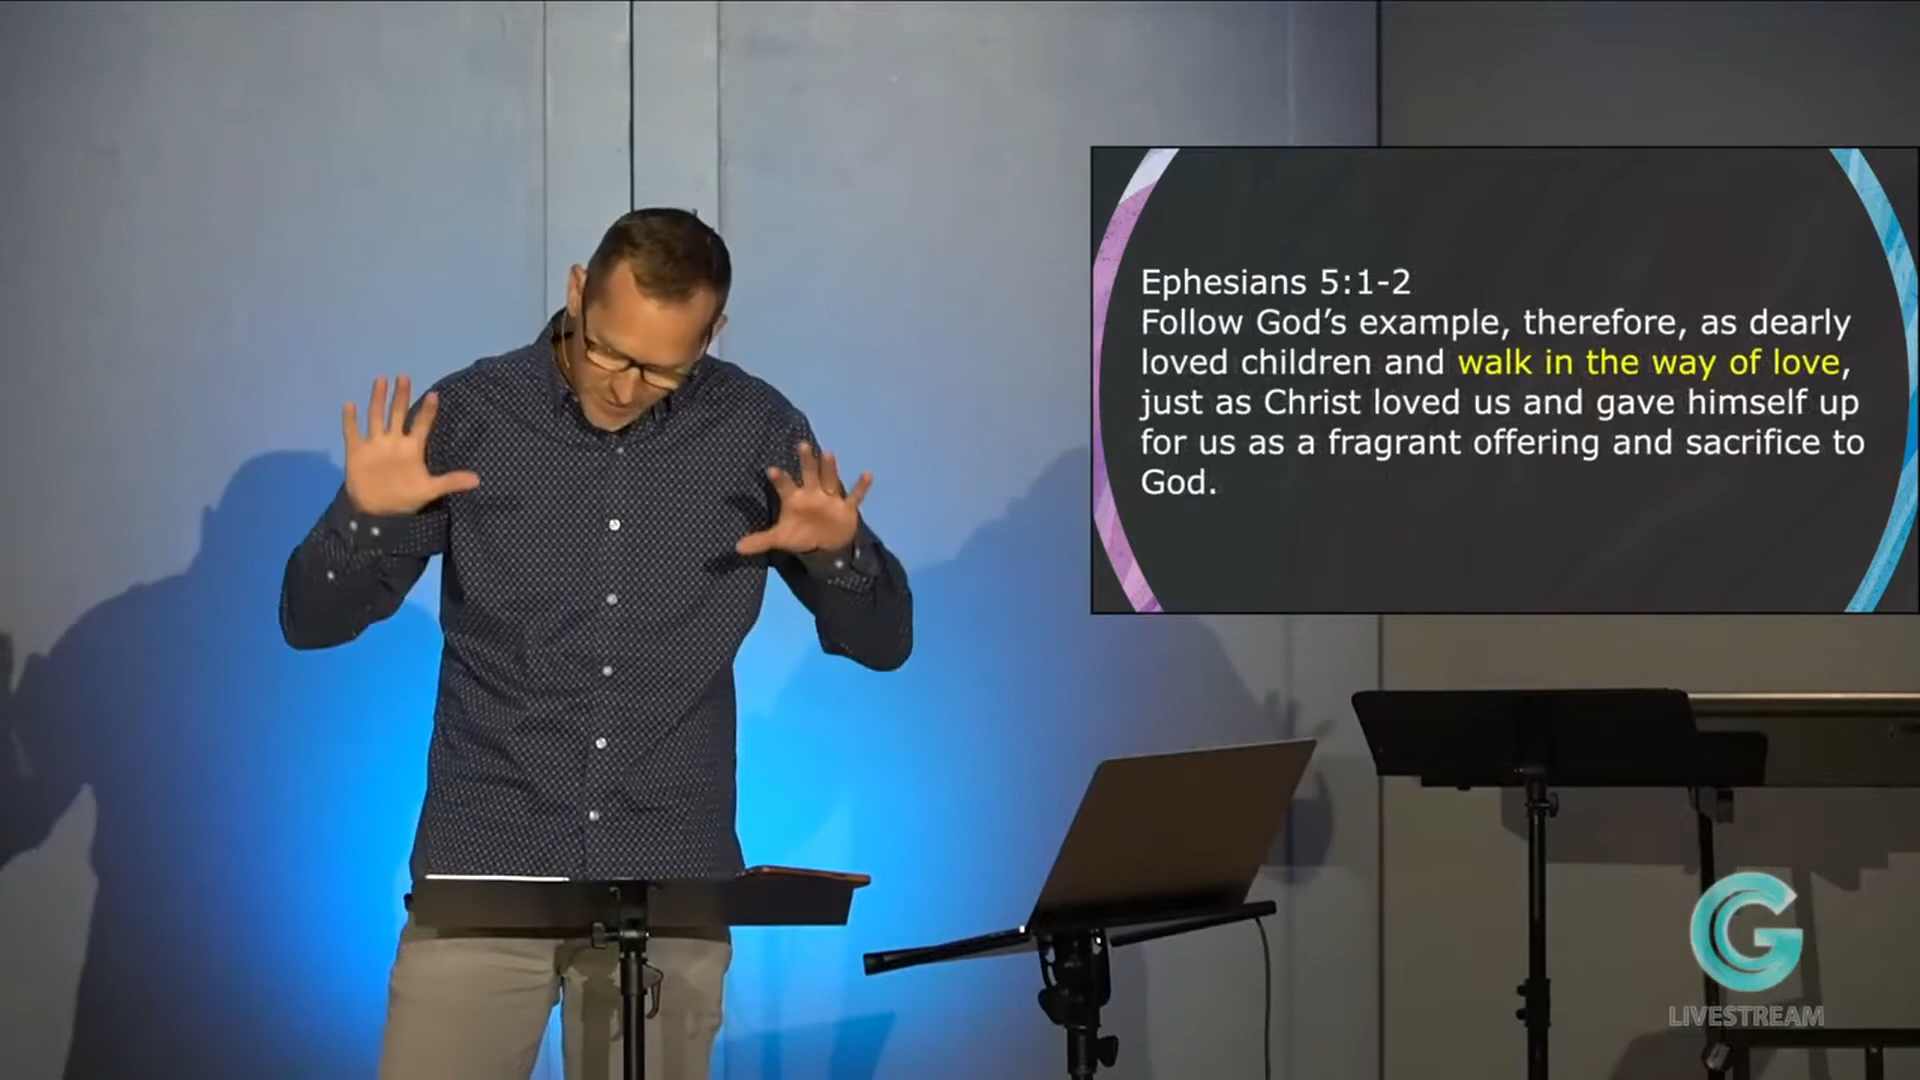 Ephesians 5:1-2
Follow God’s example, therefore, as dearly
loved children and walk in the way of love,
just as Christ loved us and gave himself up
for us as a fragrant offering and sacrifice to
God.
G
LIVESTREAM